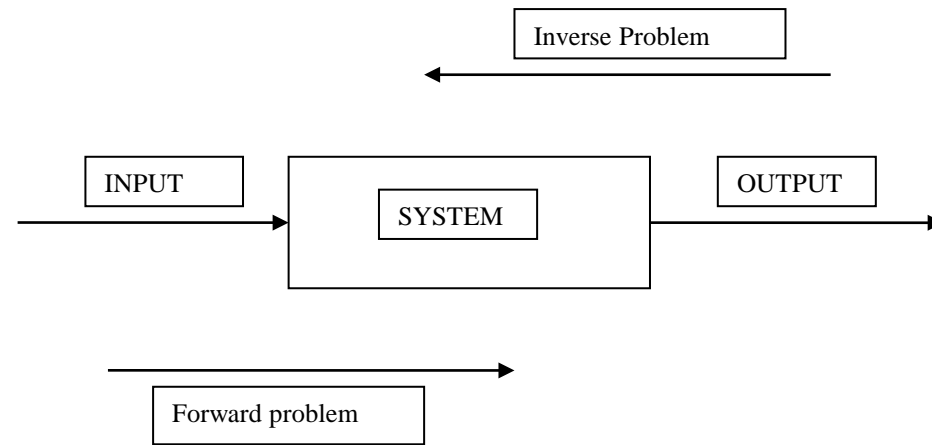 Inverse Problem
INPUT
OUTPUT
SYSTEM
Forward problem